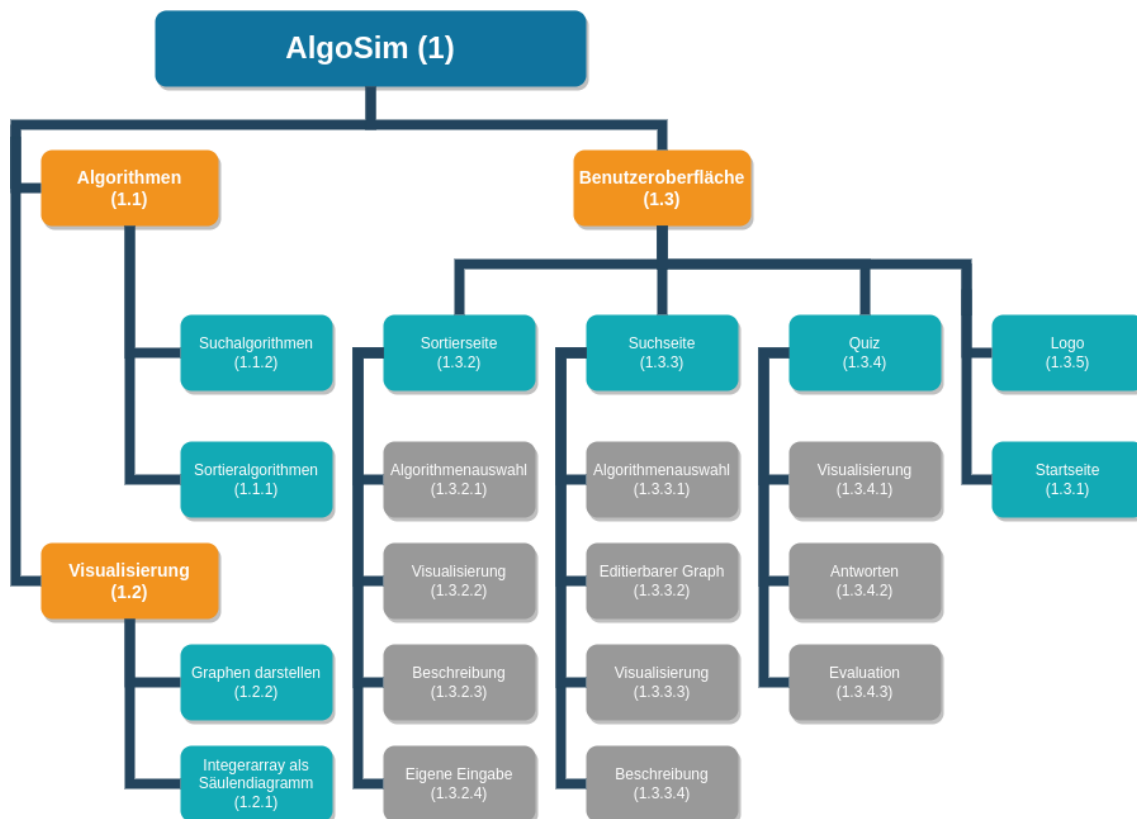 AlgoSim (1)
Algorithmen
(1.1)
Benutzeroberfläche
(1.3)
Suchalgorithmen
(1.1.2)
Sortierseite
(1.3.2)
Suchseite
(1.3.3)
Quiz
(1.3.4)
Logo
(1.3.5)
Sortieralgorithmen
(1.1.1)
Algorithmenauswahl
(1.3.2.1)
Algorithmenauswahl
(1.3.3.1)
Visualisierung
(1.3.4.1)
Startseite
(1.3.1)
Visualisierung
(1.2)
Visualisierung
(1.3.2.2)
Editierbarer Graph
(1.3.3.2)
Antworten
(1.3.4.2)
Graphen darstellen
(1.2.2)
Beschreibung
(1.3.2.3)
Visualisierung
(1.3.3.3)
Evaluation
(1.3.4.3)
Integerarray als
Säulendiagramm
(1.2.1)
Eigene Eingabe
(1.3.2.4)
Beschreibung
(1.3.3.4)